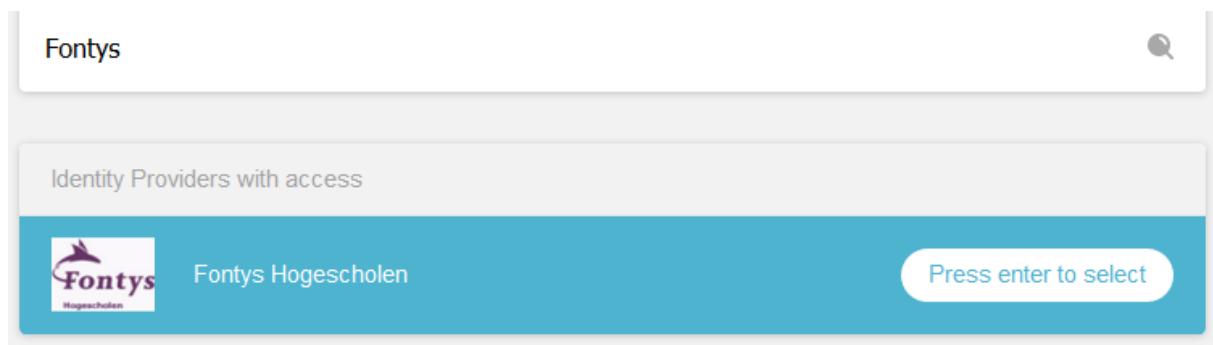 Fontys
Identity Providers with access
Fontys
Hogescholen
Fontys Hogescholen
Press enter to select